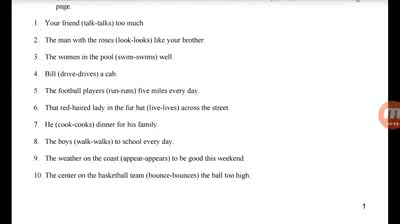 page.
1. Your friend (talk-talks) too much
2. The man with the roses (look-looks) like your brother.
3. The women in the pool (swim-swims) well.
4. Bill (drive-drives) a cab.
5. The football players (run-runs) five miles every day.
6. That red-haired lady in the fur hat (live-lives) across the street.
7. He (cook-cooks) dinner for his family.
8. The boys (walk-walks) to school every day.
9. The weather on the coast (appear-appears) to be good this weekend.
10. The center on the basketball team (bounce-bounces) the ball too high.
1